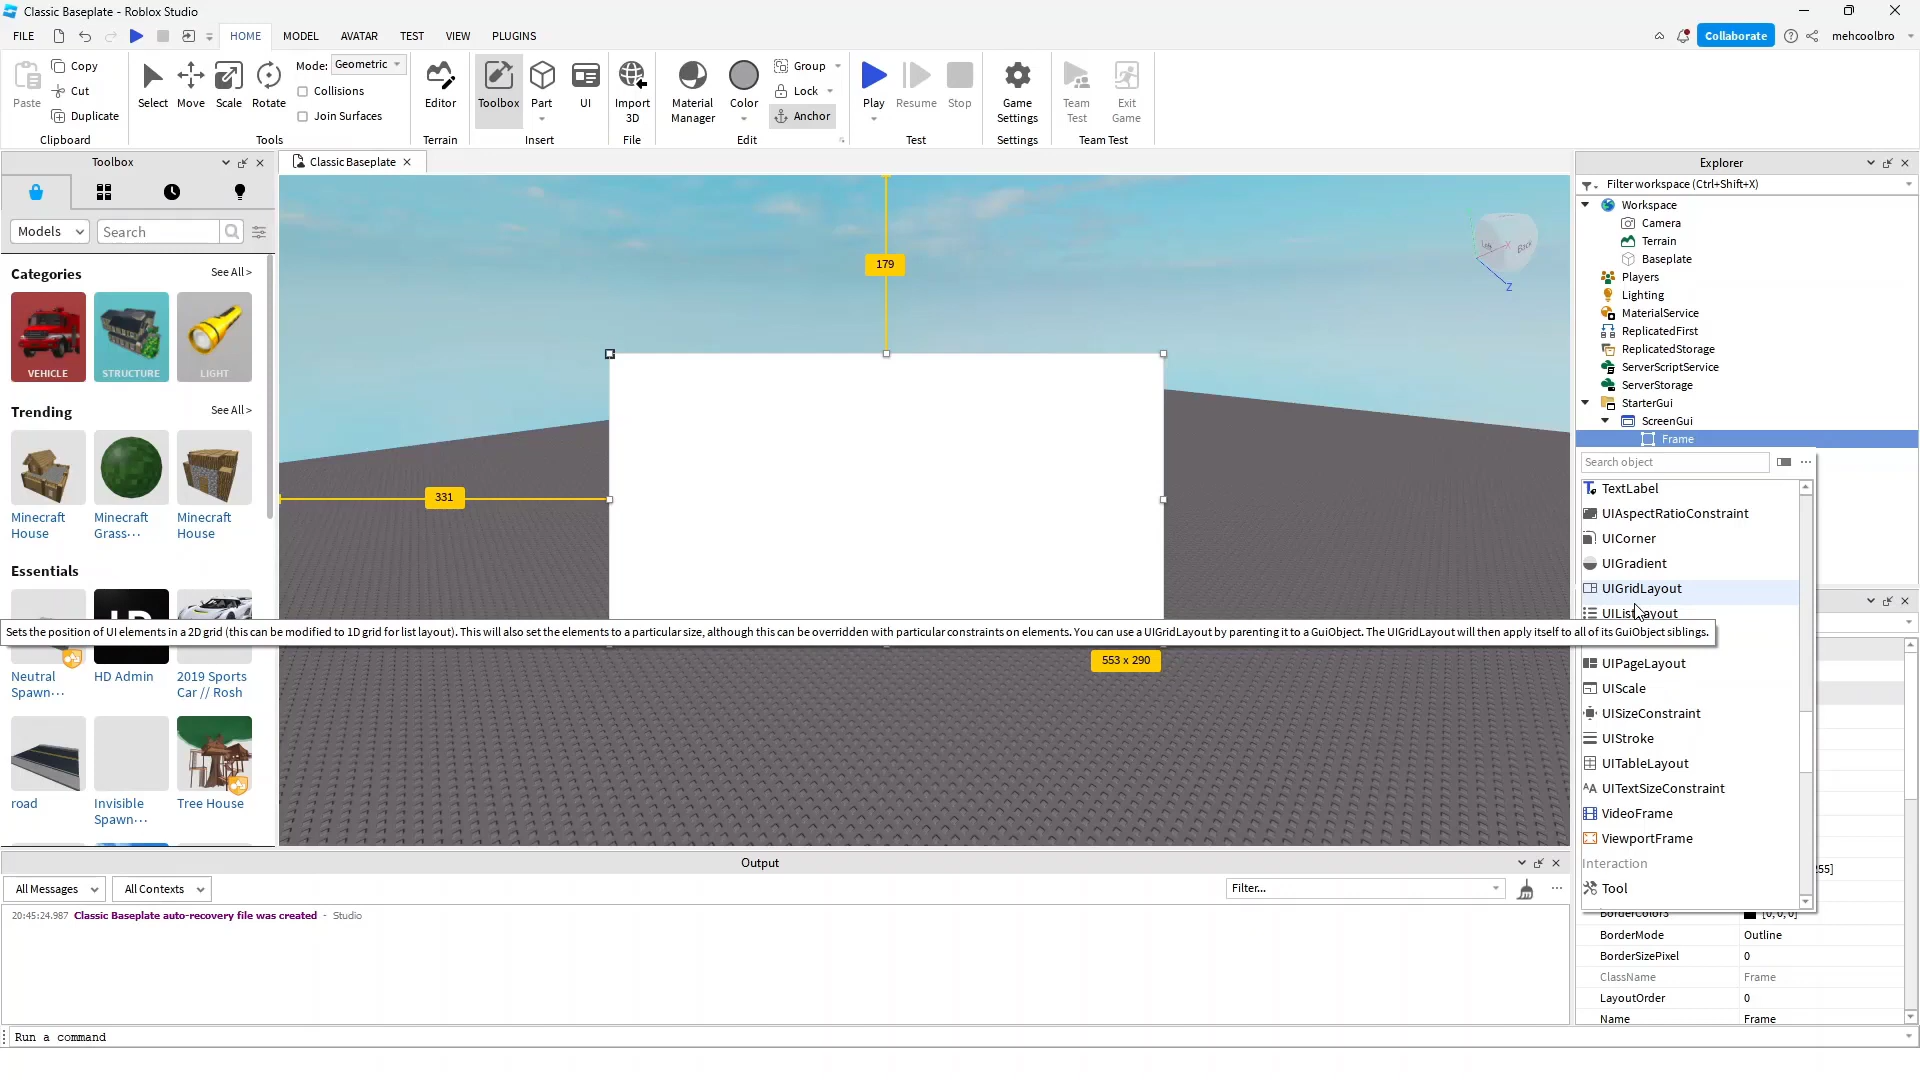 Classic Baseplate - Roblox Studio
FILE HOME MODEL AVATAR TEST VIEW PLUGINS Collaborate mehcoolbro
Paste
Copy
Cut
Duplicate
Clipboard
Select Move Scale Rotate
Mode: Geometric
Collisions
Join Surfaces
Tools
Editor
Terrain
Toolbox Part UI
Insert
Import
3D
File
Material
Manager
Color
Group
Lock
Anchor
Edit
Play Resume Stop
Test
Game
Settings
Settings
Team
Test
Exit
Game
Team Test
Toolbox
Models Search
Categories See All >
VEHICLE STRUCTURE LIGHT
Trending See All >
Minecraft
House
Minecraft
Grass···
Minecraft
House
Essentials
Neutral
Spawn···
HD Admin
2019 Sports
Car // Rosh
road
Invisible
Spawn···
Tree House
Classic Baseplate
179
331
553 x 290
Left
Back
X
Z
Sets the position of UI elements in a 2D grid (this can be modified to 1D grid for list layout). This will also set the elements to a particular size, although this can be overridden with particular constraints on elements. You can use a UIGridLayout by parenting it to a GuiObject. The UIGridLayout will then apply itself to all of its GuiObject siblings.
Explorer
Filter workspace (Ctrl+Shift+X)
Workspace
Camera
Terrain
Baseplate
Players
Lighting
MaterialService
ReplicatedFirst
ReplicatedStorage
ServerScriptService
ServerStorage
StarterGui
ScreenGui
Frame
Search object
TextLabel
UIAspectRatioConstraint
UICorner
UIGradient
UIGridLayout
UIListLayout
UIPageLayout
UIScale
UISizeConstraint
UIStroke
UITableLayout
UITextSizeConstraint
VideoFrame
ViewportFrame
Interaction
Tool
55]
BorderColor3 [0, 0, 0]
BorderMode Outline
BorderSizePixel 0
ClassName Frame
LayoutOrder 0
Name Frame
Output
All Messages All Contexts Filter...
20:45:24.987 Classic Baseplate auto-recovery file was created - Studio
Run a command